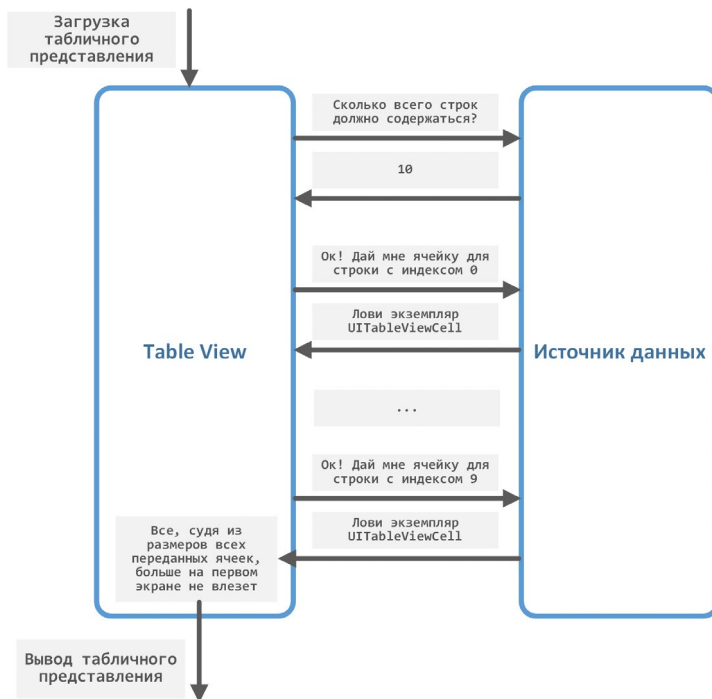 Загрузка
табличного
представления
Сколько всего строк
должно содержаться?
10
Ок! Дай мне ячейку для
строки с индексом 0
Лови экземпляр
UITableViewCell
Table View
Источник данных
...
Ок! Дай мне ячейку для
строки с индексом 9
Лови экземпляр
UITableViewCell
Все, судя из
размеров всех
переданных ячеек,
больше на первом
экране не влезет
Вывод табличного
представления